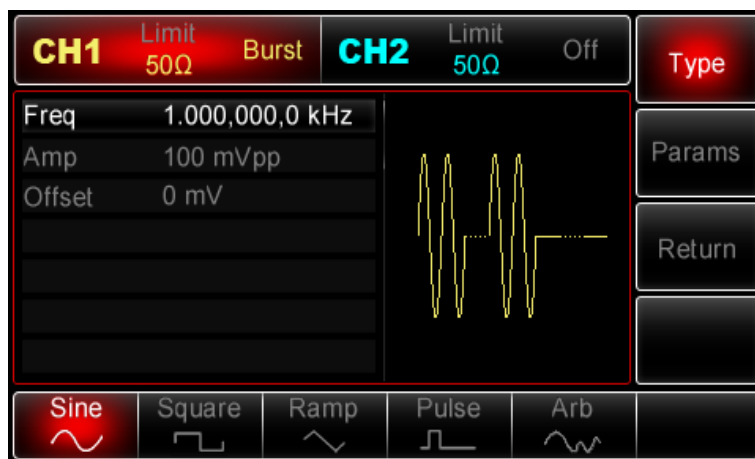 CH1 Limit 50Ω Burst
CH2 Limit 50Ω Off
Type
Freq 1.000,000,0 kHz
Amp 100 mVpp
Offset 0 mV
Params
Return
Sine Square Ramp Pulse Arb